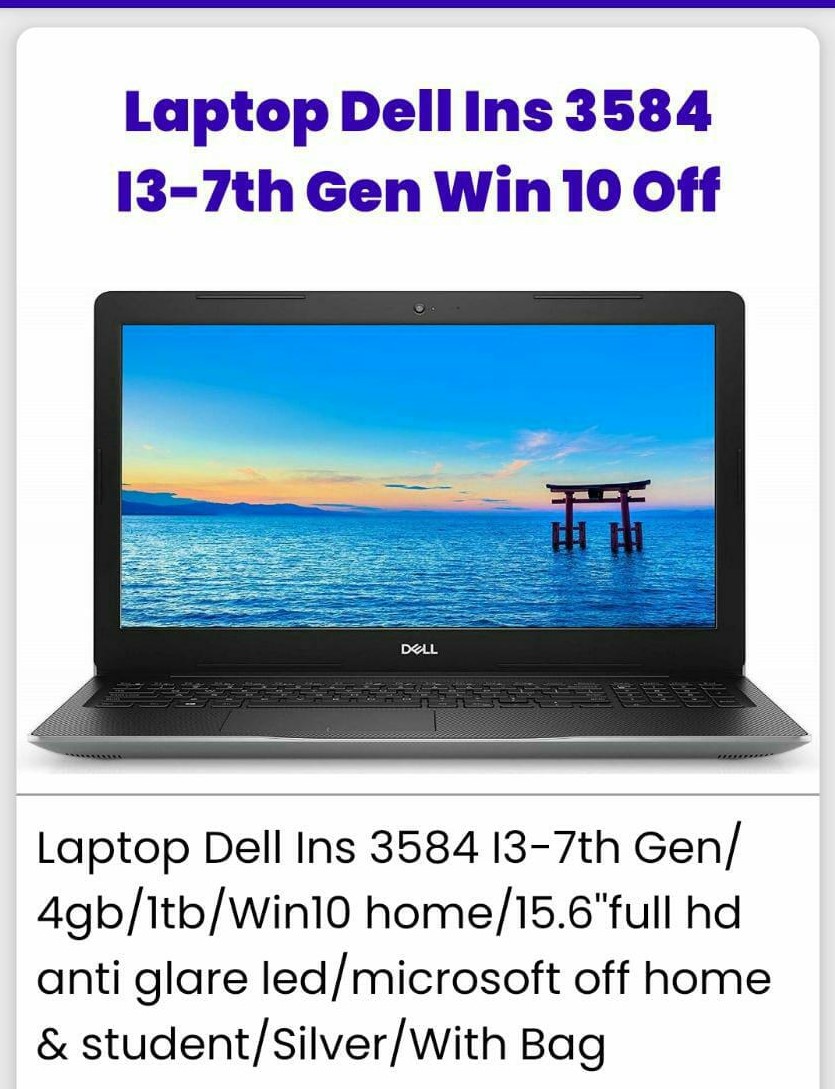 Laptop Dell Ins 3584
I3-7th Gen Win 10 Off
DELL
Laptop Dell Ins 3584 I3-7th Gen/
4gb/1tb/Win10 home/15.6"full hd
anti glare led/microsoft off home
& student/Silver/With Bag